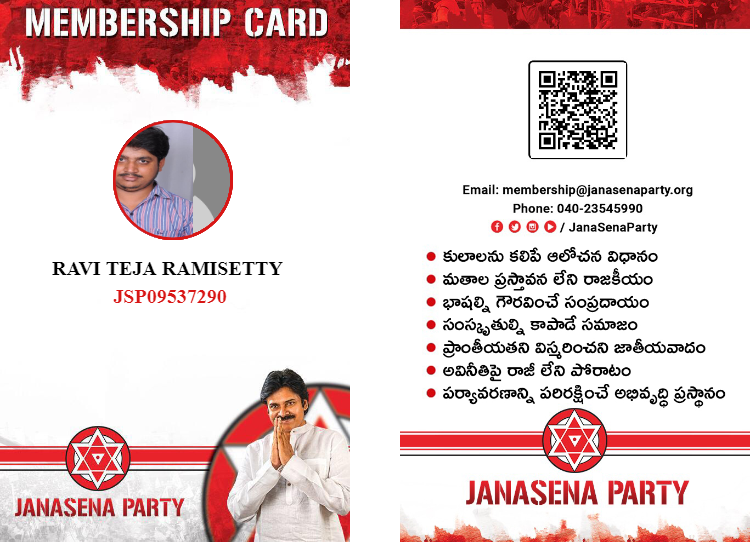 MEMBERSHIP CARD
RAVI TEJA RAMISETTY
JSP09537290
JANASENA PARTY
Email: membership@janasenaparty.org
Phone: 040-23545990
/ JanaSenaParty
• కులాలను కలిపే ఆలోచన విధానం
• మతాల ప్రస్తావన లేని రాజకీయం
• భాషల్ని గౌరవించే సంప్రదాయం
• సంస్కృతుల్ని కాపాడే సమాజం
• ప్రాంతీయతని విస్మరించని జాతీయవాదం
• అవినీతిపై రాజీ లేని పోరాటం
• పర్యావరణాన్ని పరిరక్షించే అభివృద్ధి ప్రస్థానం
JANASENA PARTY